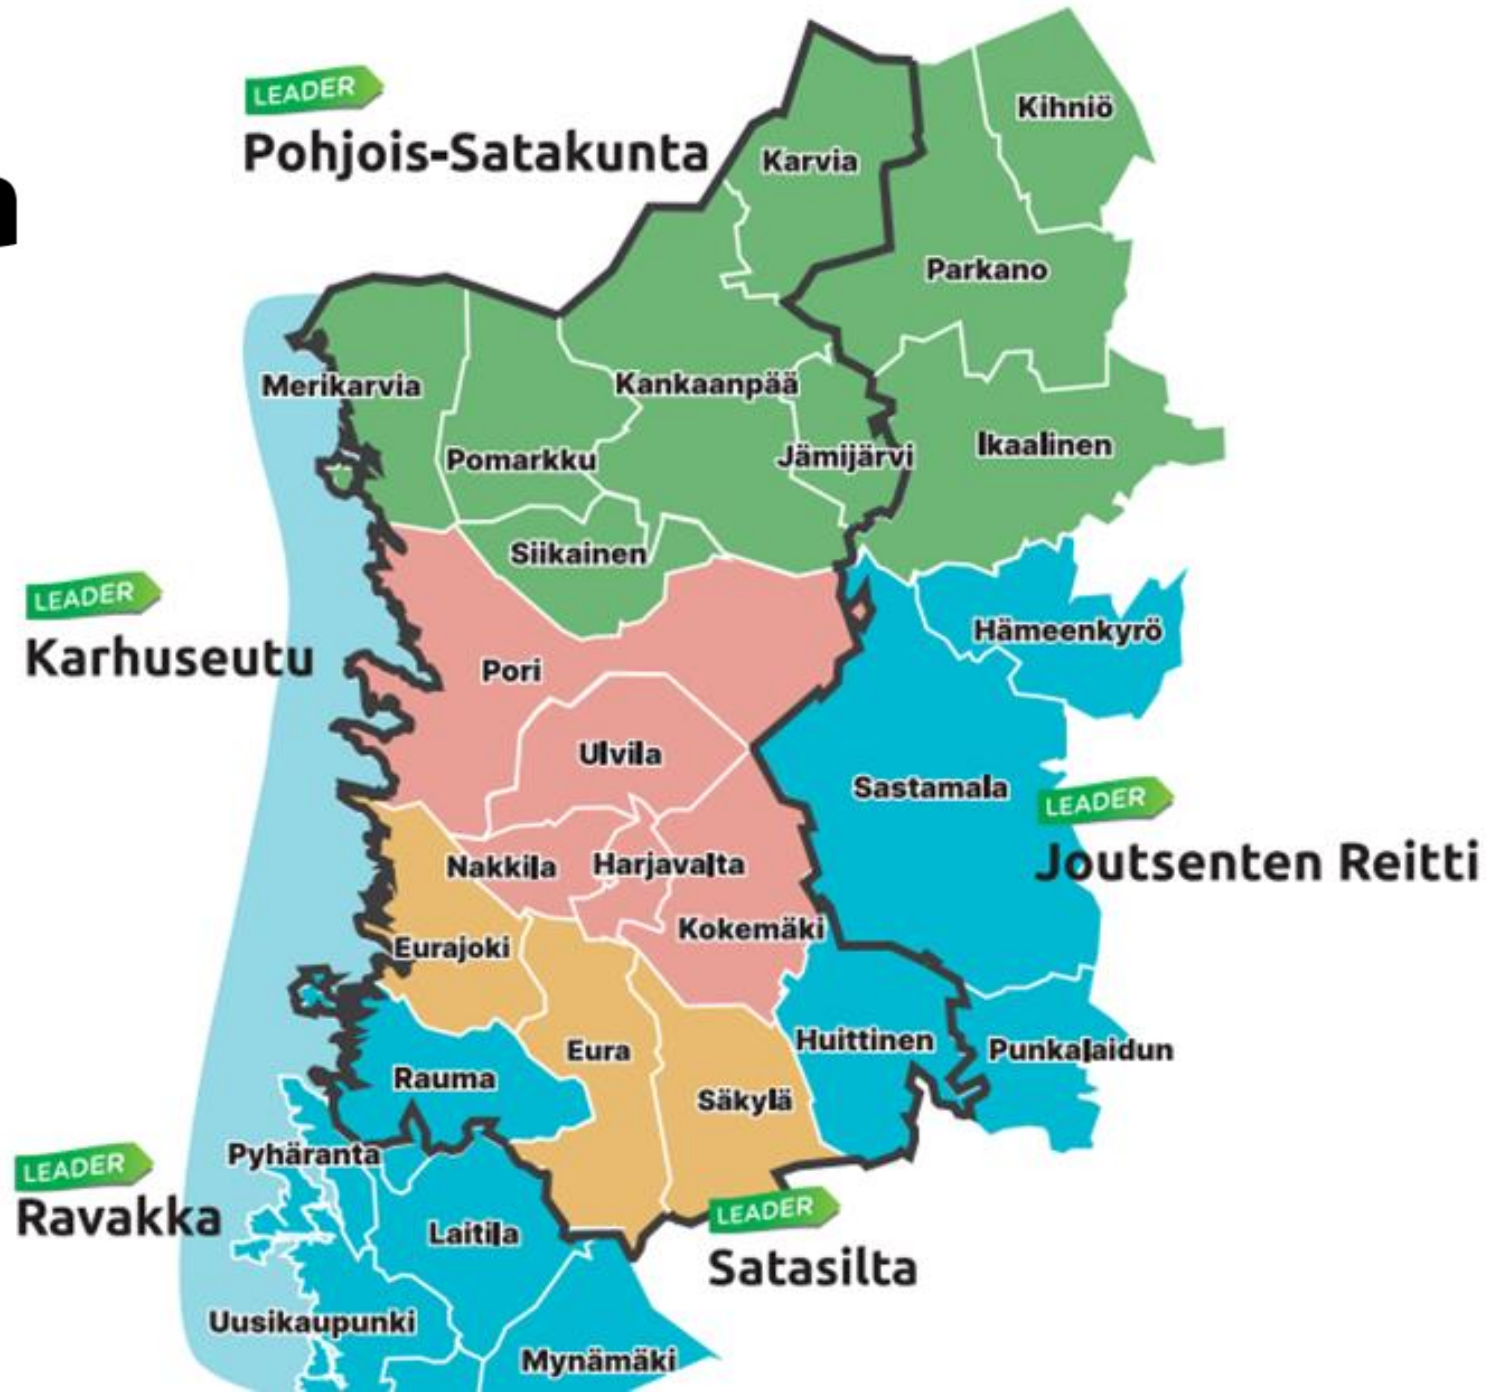 LEADER
Pohjois-Satakunta
Kihniö
Karvia
Parkano
Merikarvia
Kankaanpää
Ikaalinen
Pomarkku
Jämijärvi
Siikainen
LEADER
Karhuseutu
Hämeenkyrö
Pori
Ulvila
Sastamala
LEADER
Joutsenten Reitti
Nakkila
Harjavalta
Kokemäki
Eurajoki
Huittinen
Punkalaidun
Eura
Rauma
Säkylä
Pyhäranta
LEADER
Ravakka
LEADER
Satasilta
Laitila
Uusikaupunki
Mynämäki